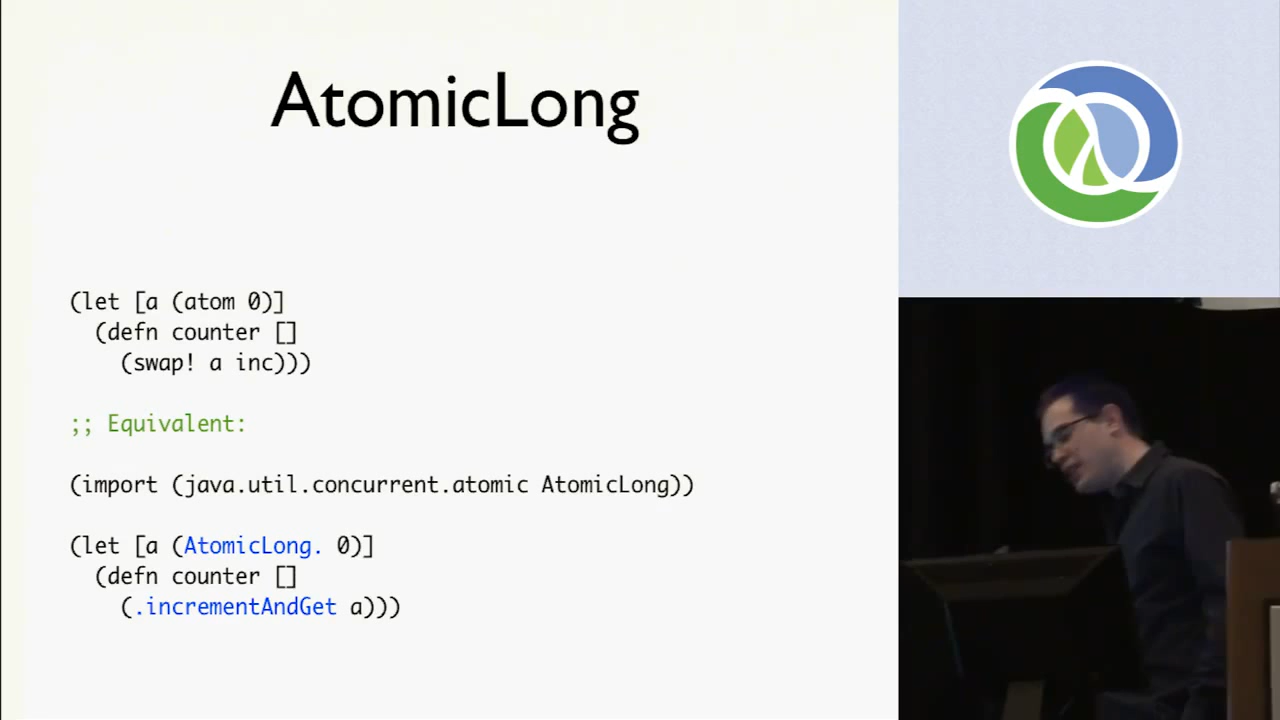 AtomicLong
(let [a (atom 0)]
  (defn counter []
    (swap! a inc)))
;; Equivalent:
(import (java.util.concurrent.atomic AtomicLong))
(let [a (AtomicLong. 0)]
  (defn counter []
    (.incrementAndGet a)))